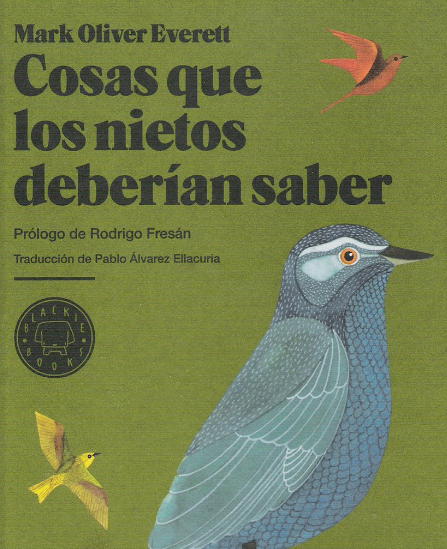 Mark Oliver Everett
Cosas que
los nietos
deberían saber
Prólogo de Rodrigo Fresán
Traducción de Pablo Álvarez Ellacuria
BLACKIE
BOOKS